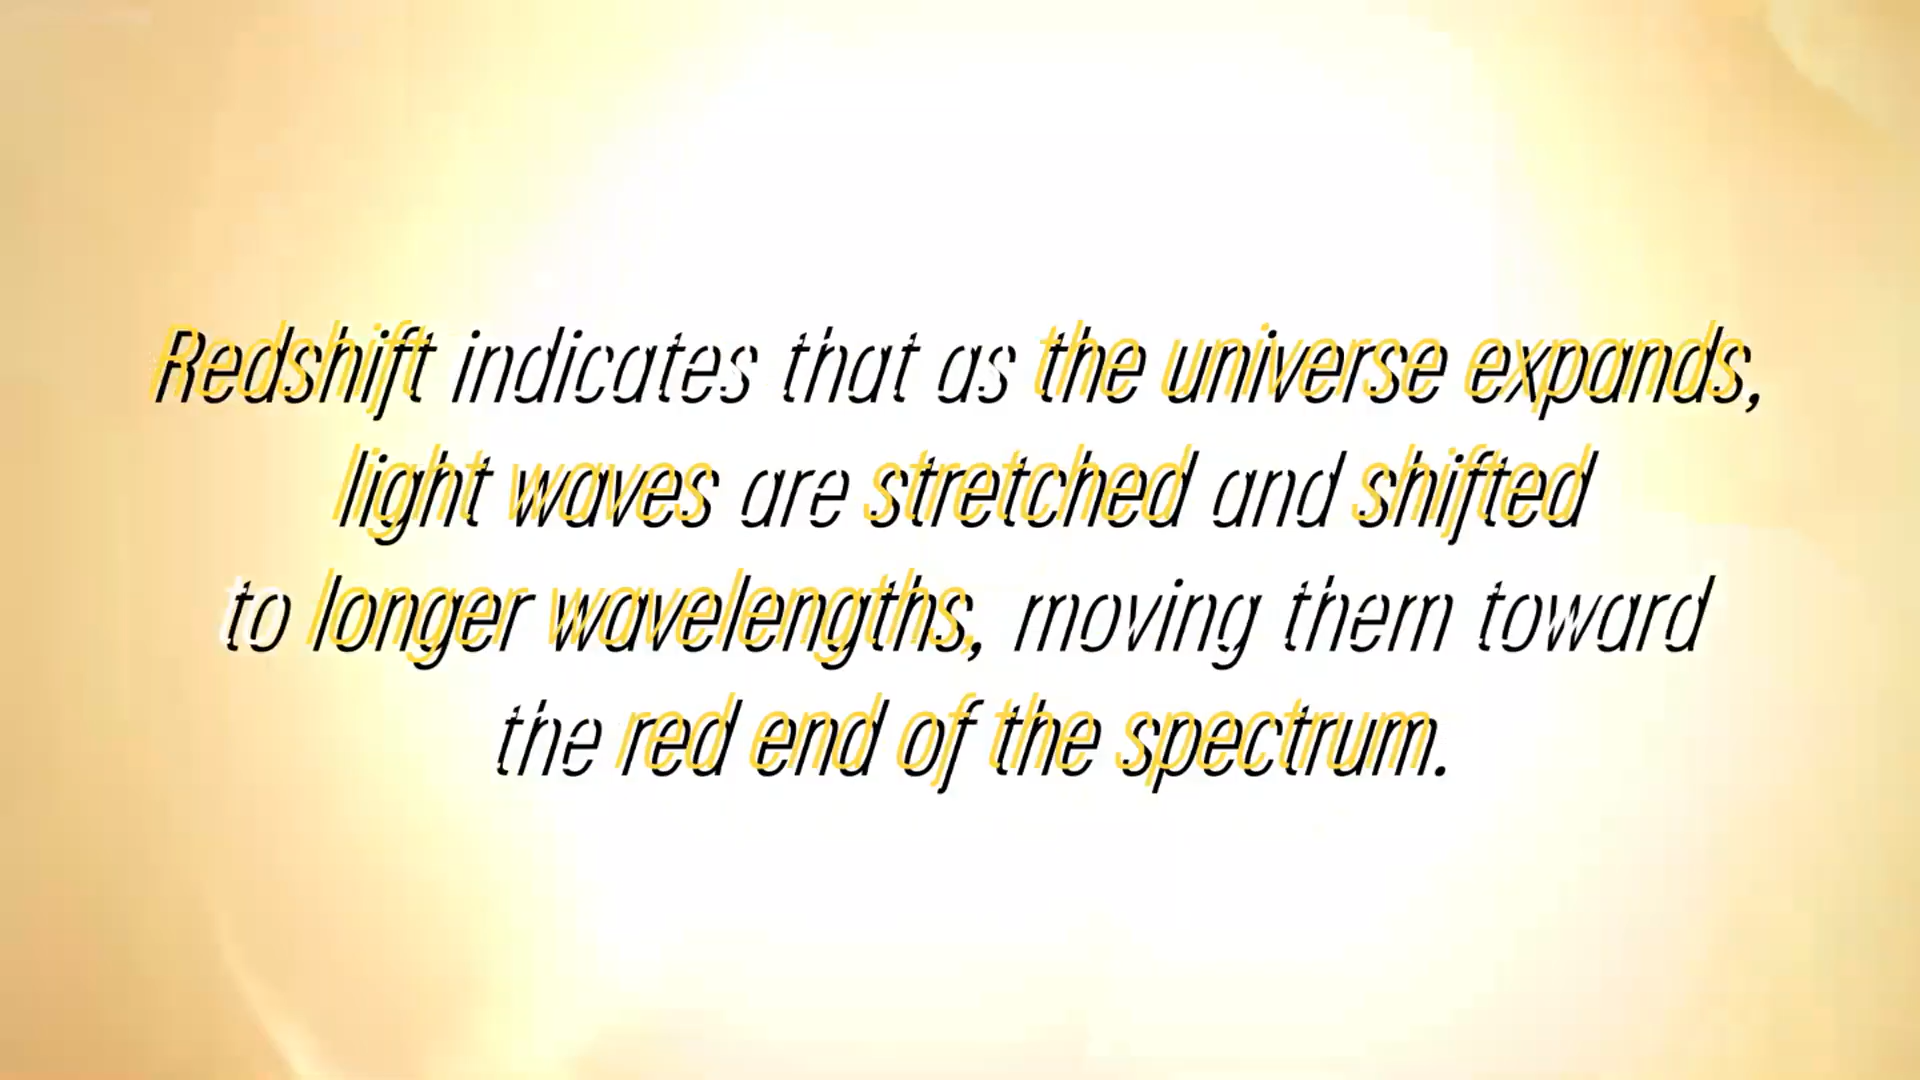 Redshift indicates that as the universe expands,
light waves are stretched and shifted
to longer wavelengths, moving them toward
the red end of the spectrum.